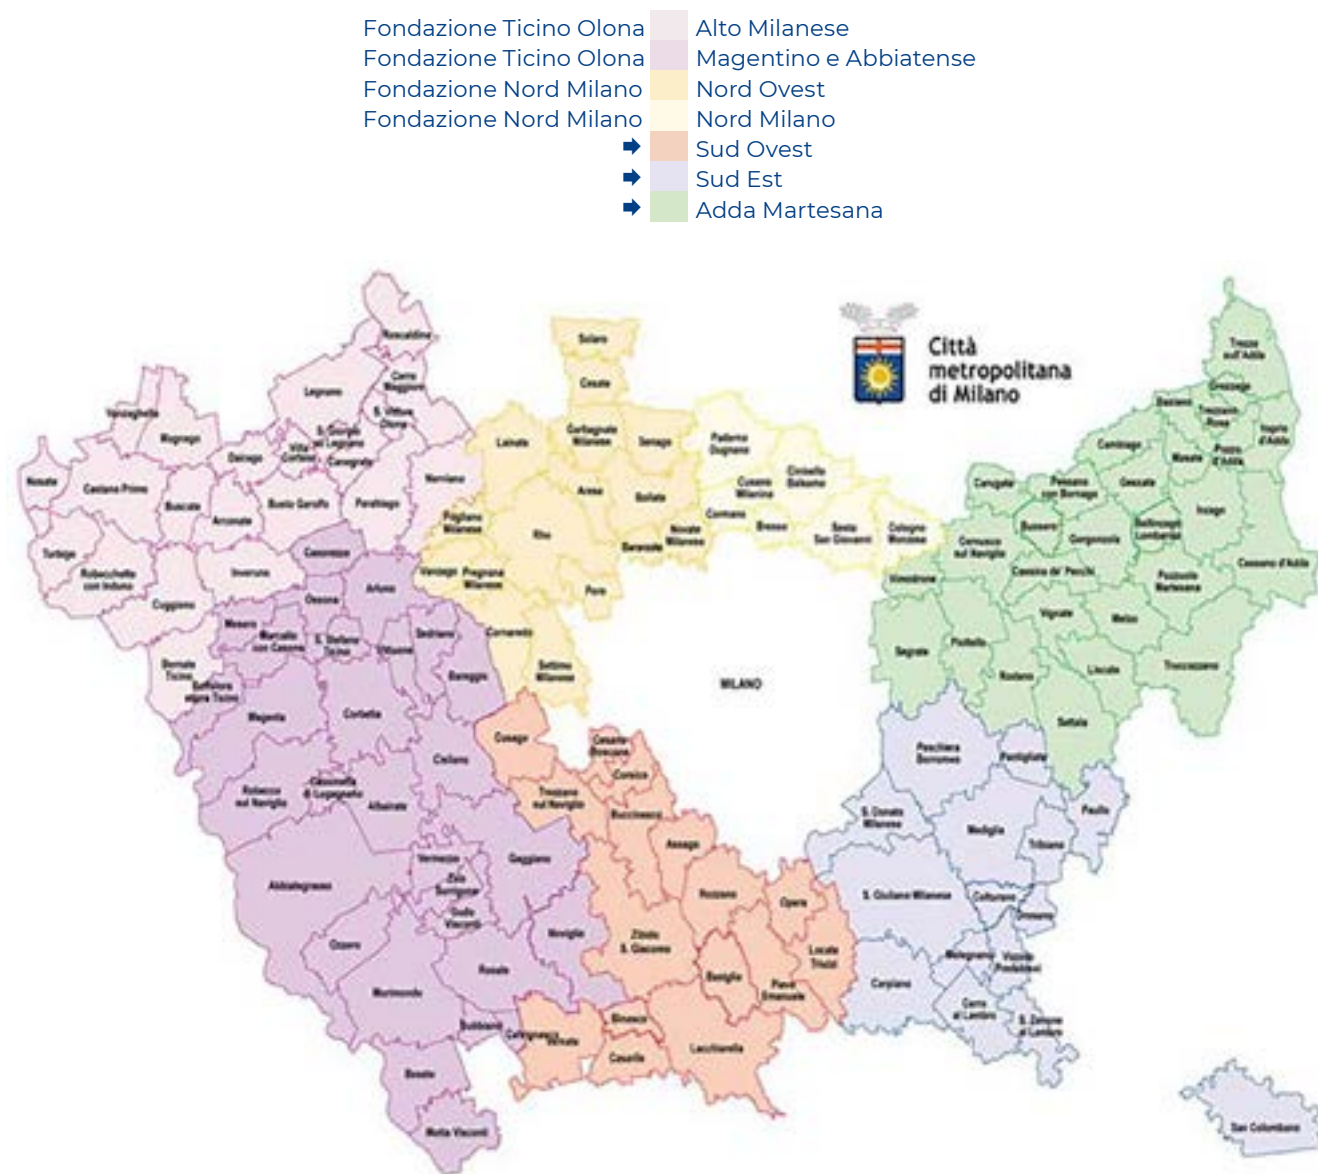 Fondazione Ticino Olona Alto Milanese
Fondazione Ticino Olona Magentino e Abbiatense
Fondazione Nord Milano Nord Ovest
Fondazione Nord Milano Nord Milano
Sud Ovest
Sud Est
Adda Martesana
Città
metropolitana
di Milano
Rescaldina
Cerro
Maggiore
Legnano
S. Vittore
Olona
S. Giorgio
su Legnano
Villa
Cortese
Canegrate
Vanzaghello
Magnago
Dairago
Nosate
Castano Primo
Buscate
Arconate
Busto Garolfo
Parabiago
Nerviano
Turbigo
Robecchetto
con Induno
Cuggiono
Inveruno
Bernate
Ticino
Casorezzo
Arluno
Ossona
Mesero
Marcallo
con Casone
S. Stefano
Ticino
Vittuone
Sedriano
Bareggio
Boffalora
sopra Ticino
Magenta
Corbetta
Cisliano
Robecco
sul Naviglio
Cassinetta
di Lugagnano
Albairate
Abbiategrasso
Vermezzo
Zelo
Surrigone
Gudo
Visconti
Gaggiano
Noviglio
Ozzero
Rosate
Morimondo
Bubbiano
Calvignasco
Besate
Motta Visconti
Solaro
Cesate
Lainate
Garbagnate
Milanese
Senago
Arese
Bollate
Pogliano
Milanese
Rho
Baranzate
Novate
Milanese
Vanzago
Pregnana
Milanese
Pero
Cornaredo
Settimo
Milanese
Paderno
Dugnano
Cusano
Milanino
Cinisello
Balsamo
Cormano
Bresso
Sesto
San Giovanni
Cologno
Monzese
MILANO
Cusago
Cesano
Boscone
Corsico
Trezzano
sul Naviglio
Buccinasco
Assago
Rozzano
Opera
Zibido
S. Giacomo
Basiglio
Locate
Triulzi
Pieve
Emanuele
Binasco
Vernate
Casarile
Lacchiarella
Trezzo
sull'Adda
Grezzago
Basiano
Trezzano
Rosa
Vaprio
d'Adda
Cambiago
Masate
Pozzo
d'Adda
Carugate
Pessano
con Bornago
Gessate
Inzago
Bussero
Bellinzago
Lombardo
Gorgonzola
Cernusco
sul Naviglio
Cassina de' Pecchi
Cassano d'Adda
Vimodrone
Pozzuolo
Martesana
Vignate
Melzo
Segrate
Pioltello
Rodano
Liscate
Truccazzano
Settala
Peschiera
Borromeo
Pantigliate
S. Donato
Milanese
Mediglia
Paullo
Tribiano
S. Giuliano Milanese
Colturano
Dresano
Melegnano
Vizzolo
Predabissi
Carpiano
Cerro
al Lambro
S. Zenone
al Lambro
San Colombano